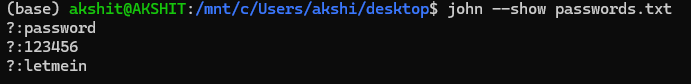 (base) akshit@AKSHIT:/mnt/c/Users/akshi/desktop$ john --show passwords.txt
?:password
?:123456
?:letmein